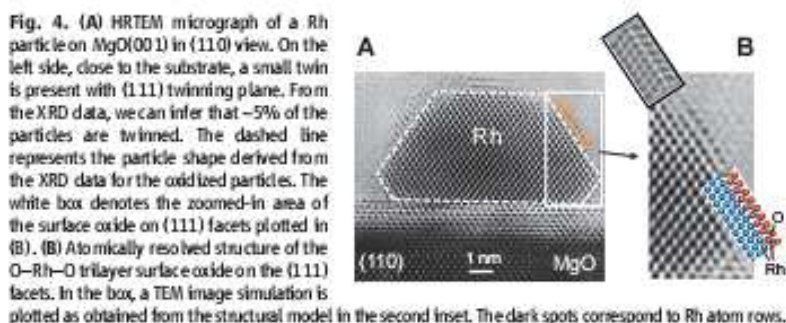 Fig. 4. (A) HRTEM micrograph of a Rh
particle on MgO(001) in (110) view. On the
left side, close to the substrate, a small twin
is present with (111) twinning plane. From
the XRD data, we can infer that ~5% of the
particles are twinned. The dashed line
represents the particle shape derived from
the XRD data for the oxidized particles. The
white box denotes the zoomed-in area of
the surface oxide on (111) facets plotted in
(B). (B) Atomically resolved structure of the
O–Rh–O trilayer surface oxide on the (111)
facets. In the box, a TEM image simulation is
plotted as obtained from the structural model in the second inset. The dark spots correspond to Rh atom rows.
A
B
Rh
O
Rh
(110)
1 nm
MgO